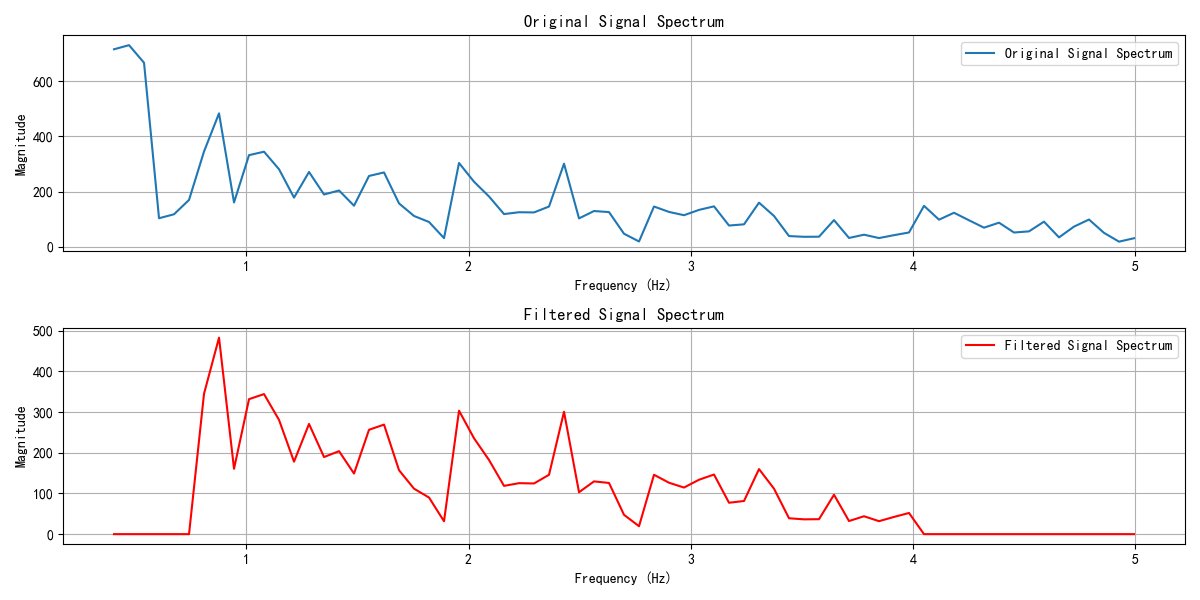 Original Signal Spectrum
Original Signal Spectrum
Magnitude
600
400
200
0
1 2 3 4 5
Frequency (Hz)
Filtered Signal Spectrum
Filtered Signal Spectrum
Magnitude
500
400
300
200
100
0
1 2 3 4 5
Frequency (Hz)